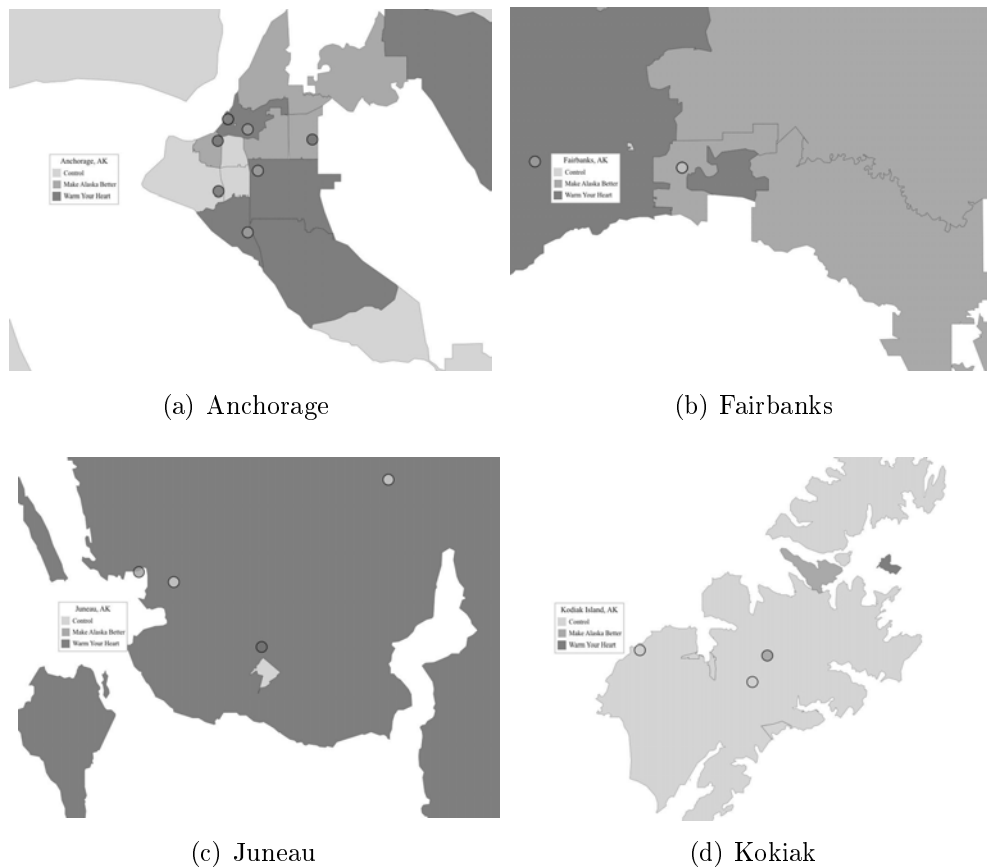 Anchorage, AK
Control
Make Alaska Better
Warm Your Heart
(a) Anchorage
Fairbanks, AK
Control
Make Alaska Better
Warm Your Heart
(b) Fairbanks
Juneau, AK
Control
Make Alaska Better
Warm Your Heart
(c) Juneau
Kodiak Island, AK
Control
Make Alaska Better
Warm Your Heart
(d) Kokiak